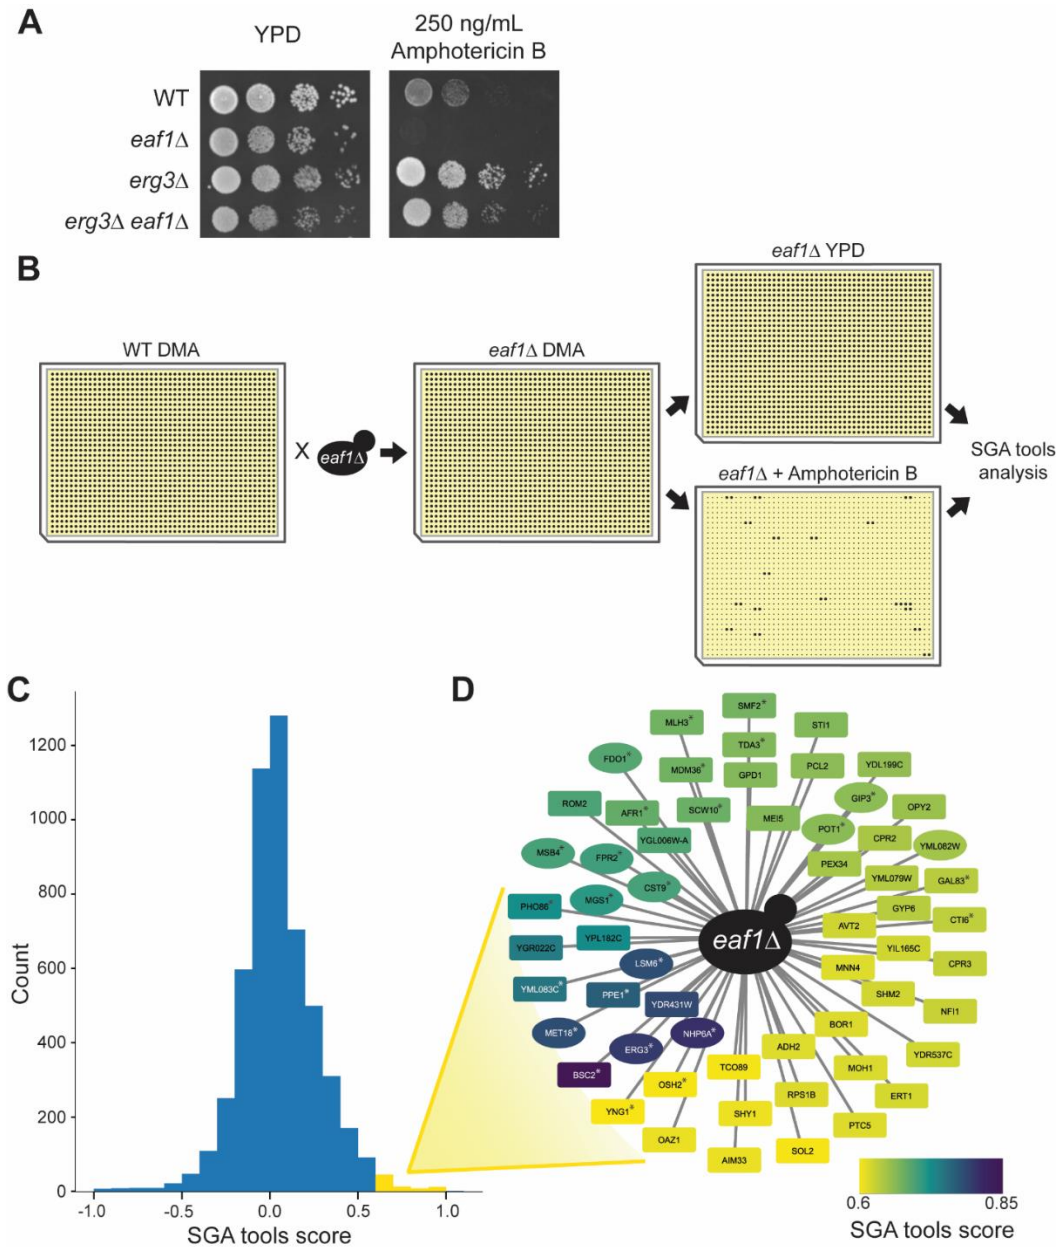 A
YPD
250 ng/mL
Amphotericin B
WT
eaf1Δ
erg3Δ
erg3Δ eaf1Δ
B
WT DMA
X
eaf1Δ
eaf1Δ DMA
eaf1Δ YPD
eaf1Δ + Amphotericin B
SGA tools
analysis
C
Count
1200
1000
800
600
400
200
0
-1.0
-0.5
0.0
0.5
1.0
SGA tools score
D
SMF2*
MLH3*
STI1
TDA3*
FDO1*
MDM36*
GPD1
PCL2
YDL199C
GIP3*
ROM2
AFR1*
SCW10*
MEI5
OPY2
POT1*
YGL006W-A
CPR2
YML082W
MSB4*
FPR2*
PEX34
YML079W
GAL83*
CST9*
PHO86*
MGS1*
GYP6
AVT2
CTI6*
YGR022C
YPL182C
YIL165C
eaf1Δ
LSM6*
MNN4
CPR3
YML083C*
PPE1*
SHM2
YDR431W
NFI1
MET18*
NHP6A*
BOR1
ERG3*
ADH2
YDR537C
BSC2*
TCO89
MOH1
OSH2*
RPS1B
ERT1
YNG1*
SHY1
PTC5
OAZ1
AIM33
SOL2
0.6
0.85
SGA tools score